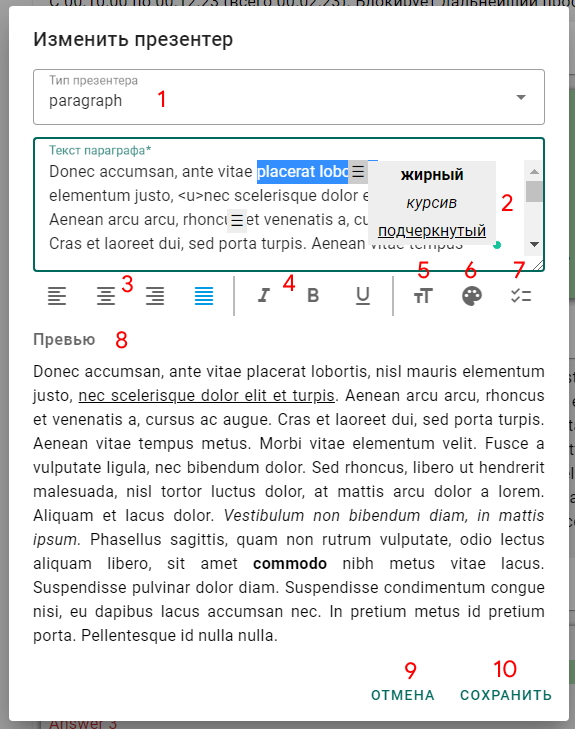 С 00:10:00 по 00:12:23 (всего 00:02:23). Блокирует дальнейший
Изменить презентер
Тип презентера
paragraph 1
Текст параграфа*
Donec accumsan, ante vitae placerat lobo
жирный
elementum justo, <u>nec scelerisque dolor e
курсив 2
Aenean arcu arcu, rhoncu et venenatis a, cu
подчеркнутый
Cras et laoreet dui, sed porta turpis. Aenean vitae tempus
3 4 5 6 7
I B U тТ
Превью 8
Donec accumsan, ante vitae placerat lobortis, nisl mauris elementum
justo, nec scelerisque dolor elit et turpis. Aenean arcu arcu, rhoncus
et venenatis a, cursus ac augue. Cras et laoreet dui, sed porta turpis.
Aenean vitae tempus metus. Morbi vitae elementum velit. Fusce a
vulputate ligula, nec bibendum dolor. Sed rhoncus, libero ut hendrerit
malesuada, nisl tortor luctus dolor, at mattis arcu dolor a lorem.
Aliquam et lacus dolor. Vestibulum non bibendum diam, in mattis
ipsum. Phasellus sagittis, quam non rutrum vulputate, odio lectus
aliquam libero, sit amet commodo nibh metus vitae lacus.
Suspendisse pulvinar dolor diam. Suspendisse condimentum congue
nisi, eu dapibus lacus accumsan nec. In pretium metus id pretium
porta. Pellentesque id nulla nulla.
9 10
ОТМЕНА СОХРАНИТЬ
Answer 3